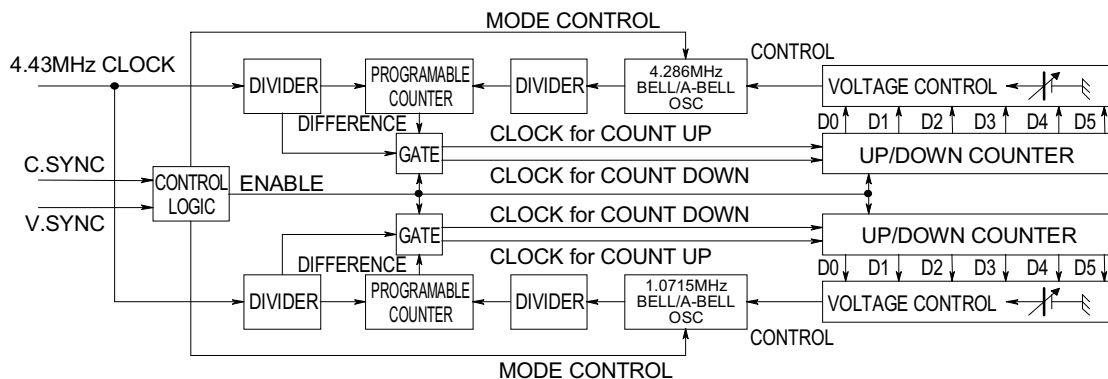 MODE CONTROL
CONTROL
4.43MHz CLOCK
DIVIDER
PROGRAMABLE
COUNTER
DIVIDER
4.286MHz
BELL/A-BELL
OSC
VOLTAGE CONTROL
DIFFERENCE
D0 D1 D2 D3 D4 D5
CLOCK for COUNT UP
GATE
UP/DOWN COUNTER
C.SYNC
CONTROL
LOGIC
ENABLE
CLOCK for COUNT DOWN
V.SYNC
CLOCK for COUNT DOWN
GATE
UP/DOWN COUNTER
CLOCK for COUNT UP
DIFFERENCE
D0 D1 D2 D3 D4 D5
DIVIDER
PROGRAMABLE
COUNTER
DIVIDER
1.0715MHz
BELL/A-BELL
OSC
VOLTAGE CONTROL
CONTROL
MODE CONTROL